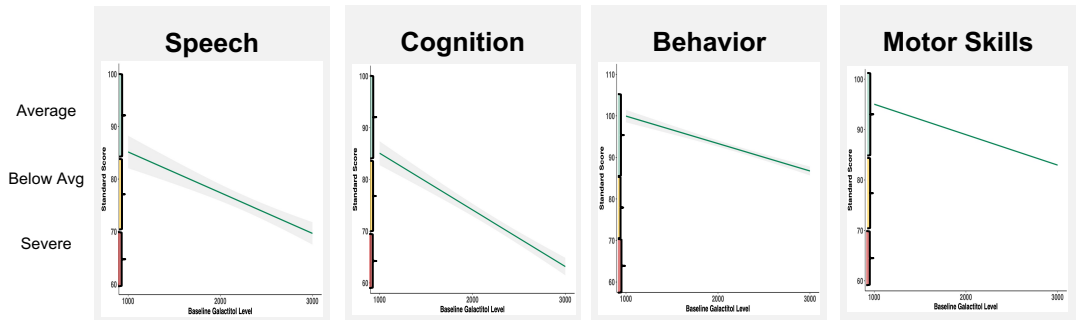 Speech
Cognition
Behavior
Motor Skills
Average
Below Avg
Severe
Standard Score
100
90
80
70
60
1000
2000
3000
Baseline Galactitol Level
Standard Score
100
90
80
70
60
1000
2000
3000
Baseline Galactitol Level
Standard Score
110
100
90
80
70
60
1000
2000
3000
Baseline Galactitol Level
Standard Score
100
90
80
70
60
1000
2000
3000
Baseline Galactitol Level